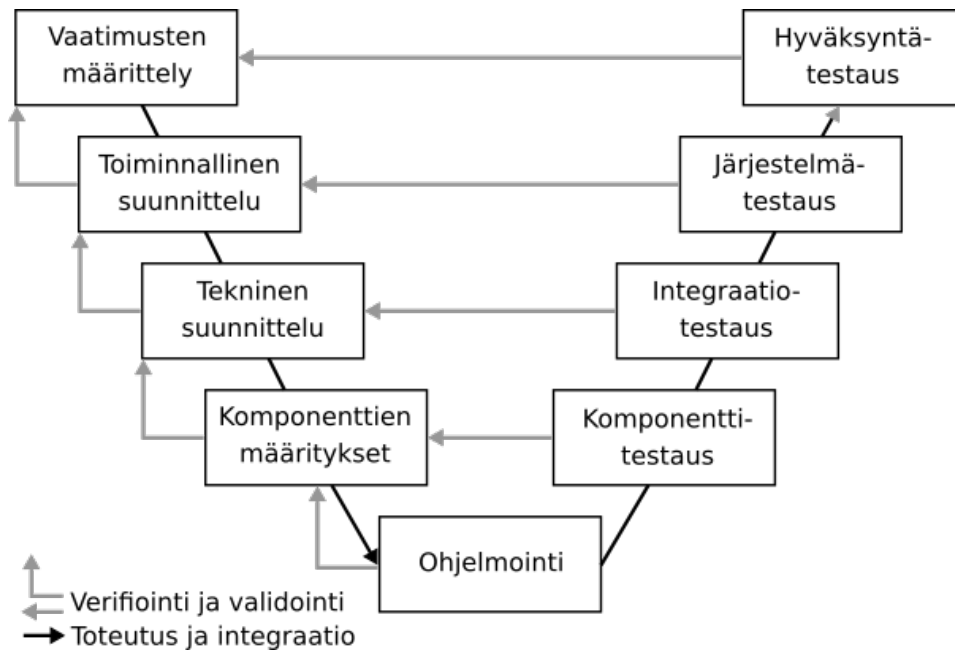 Vaatimusten
määrittely
Hyväksyntä-
testaus
Toiminnallinen
suunnittelu
Järjestelmä-
testaus
Tekninen
suunnittelu
Integraatio-
testaus
Komponenttien
määritykset
Komponentti-
testaus
Ohjelmointi
Verifiointi ja validointi
Toteutus ja integraatio